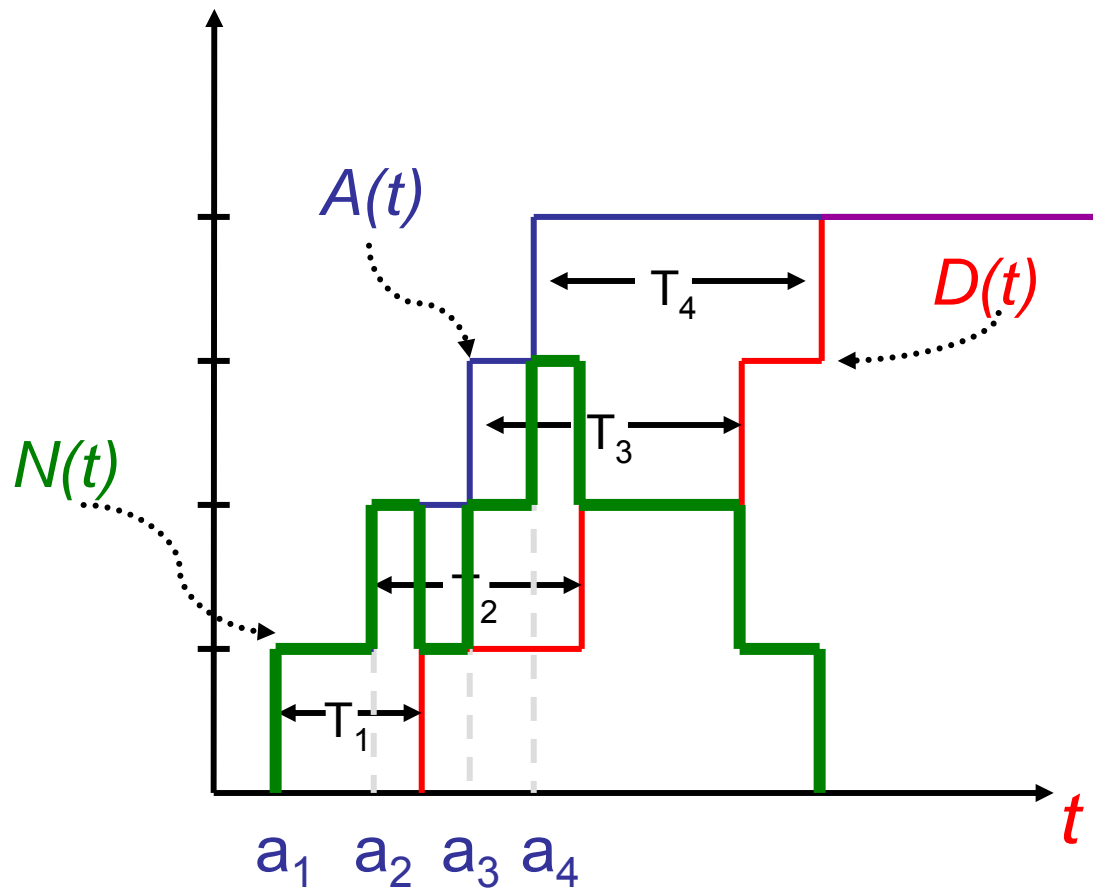 A(t)
D(t)
T₄
T₃
N(t)
T₂
T₁
t
a₁ a₂ a₃ a₄